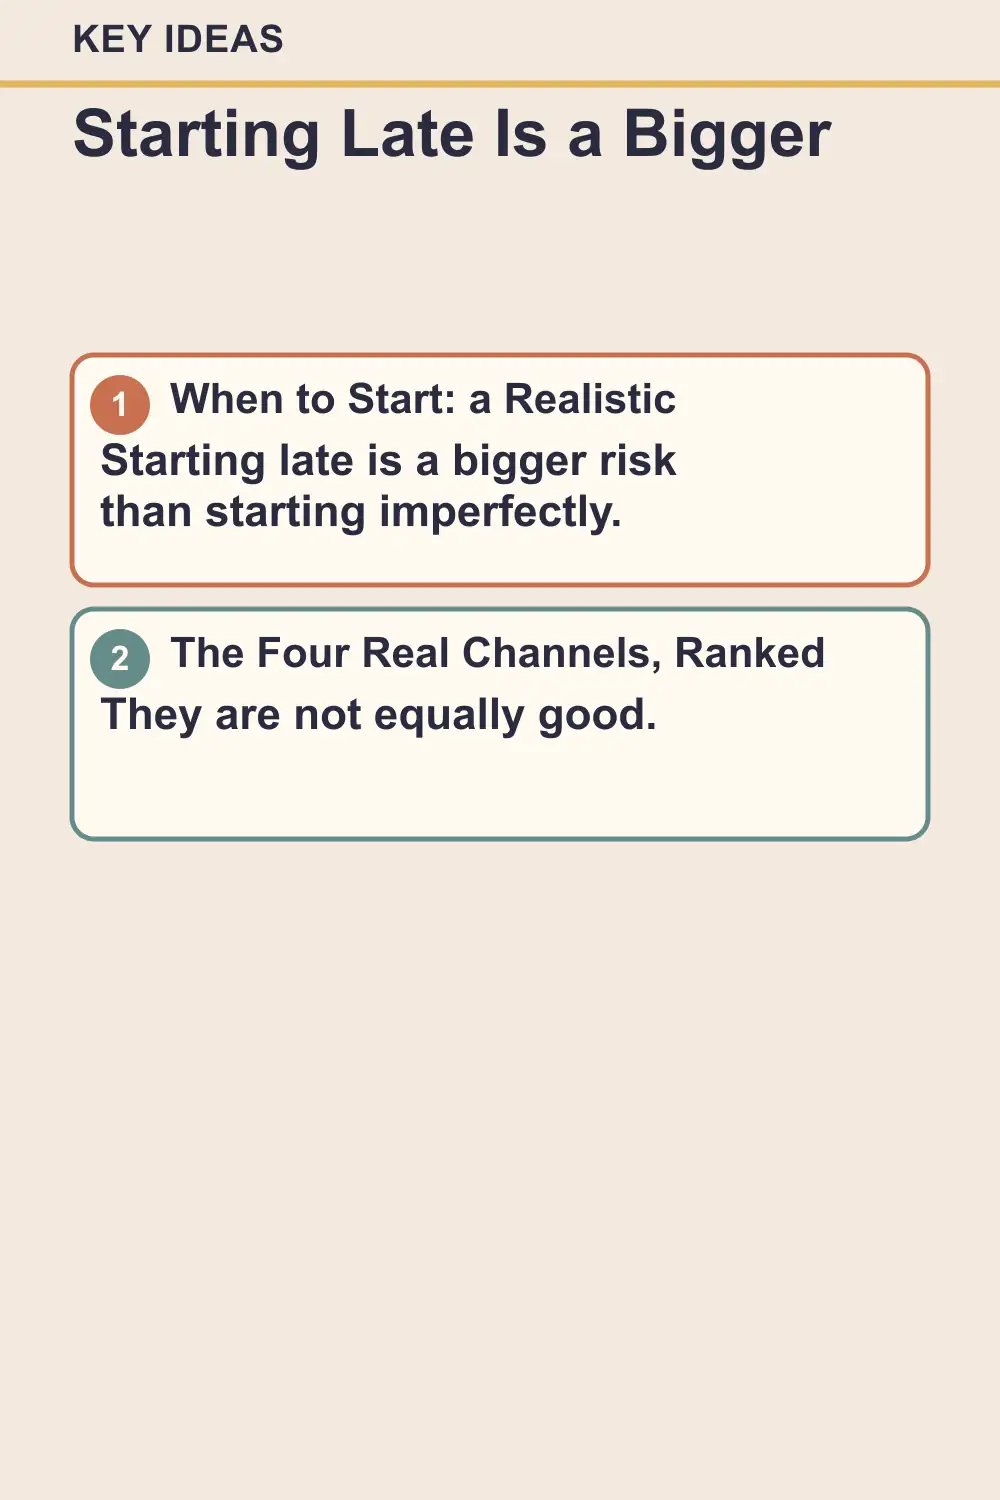 KEY IDEAS
Starting Late Is a Bigger
1 When to Start: a Realistic
Starting late is a bigger risk
than starting imperfectly.
2 The Four Real Channels, Ranked
They are not equally good.